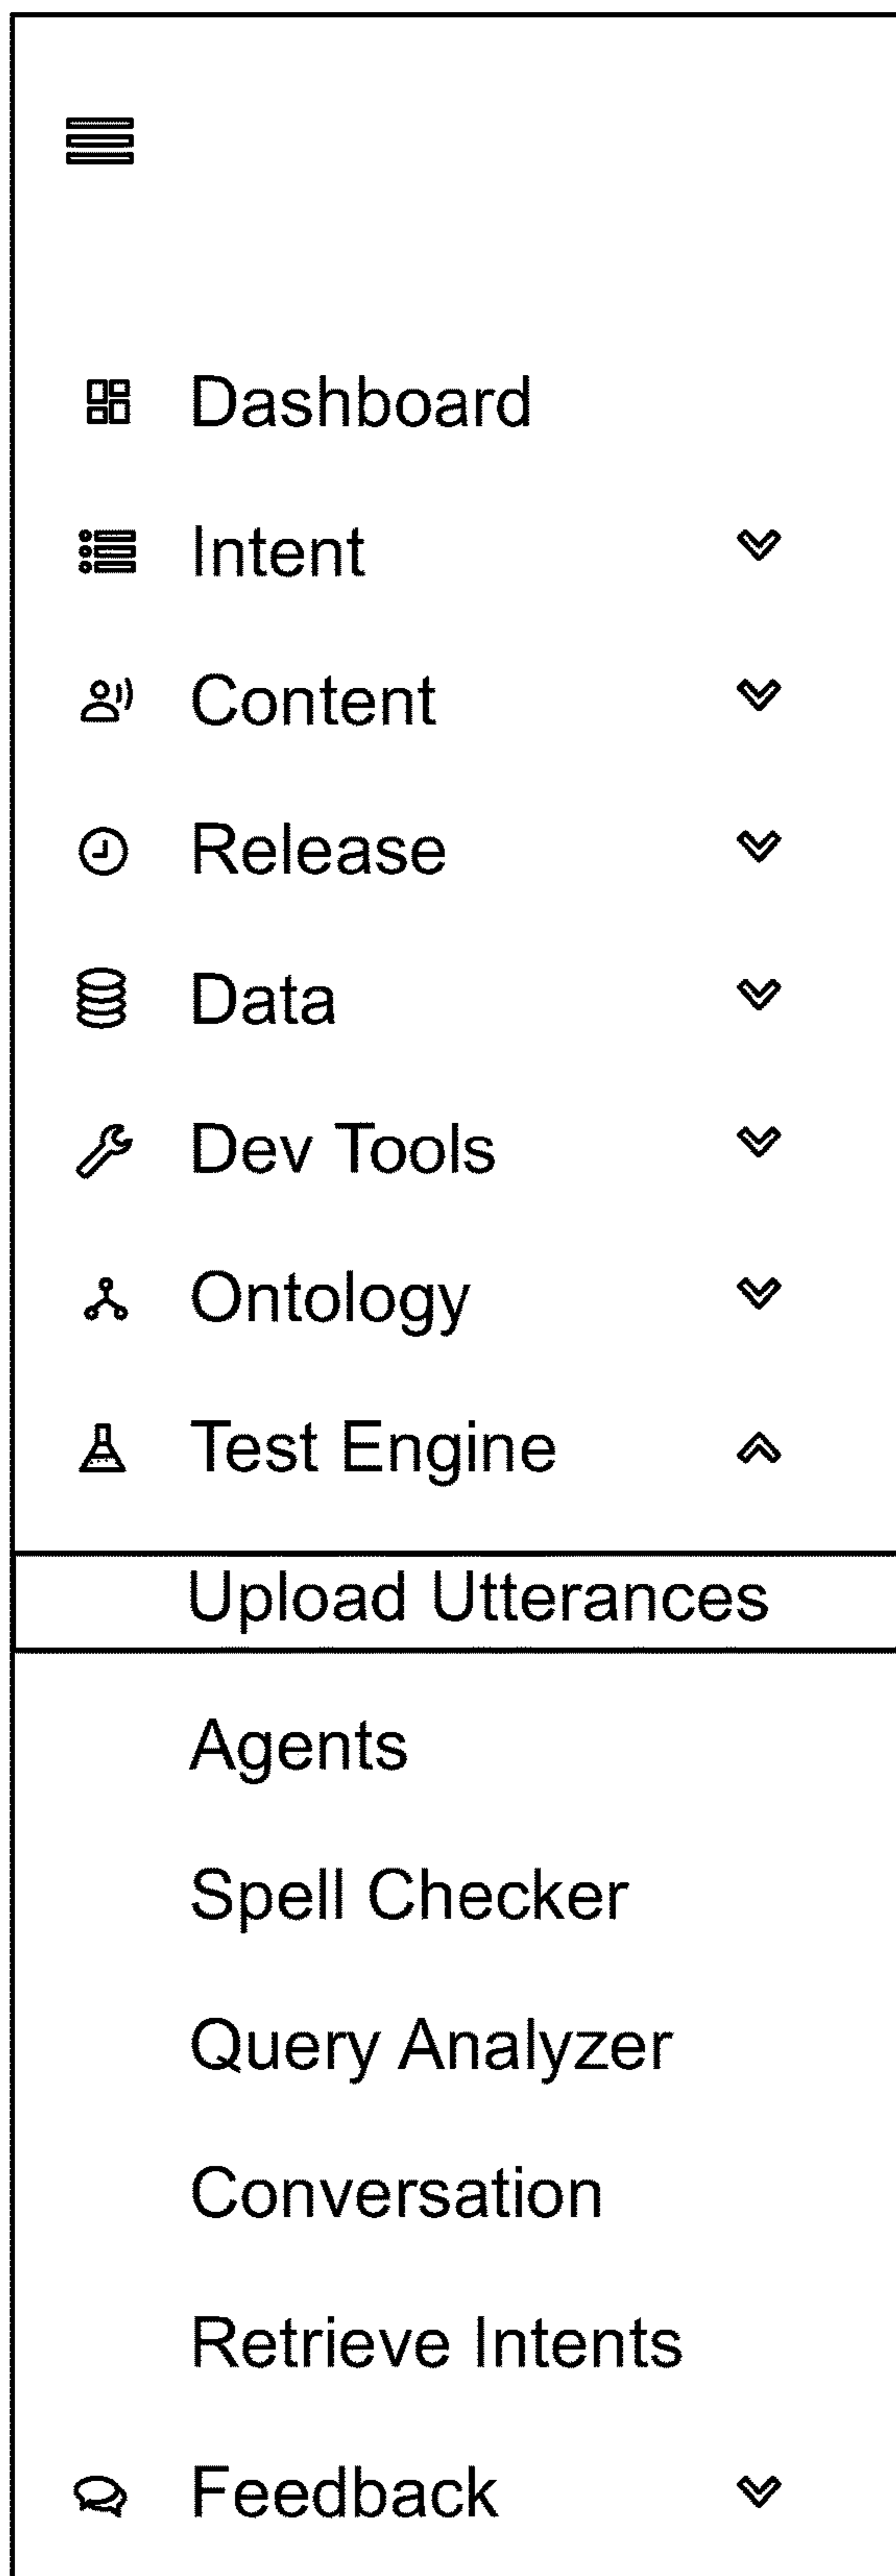 Dashboard
Intent
Content
Release
Data
Dev Tools
Ontology
Test Engine
Upload Utterances
Agents
Spell Checker
Query Analyzer
Conversation
Retrieve Intents
Feedback